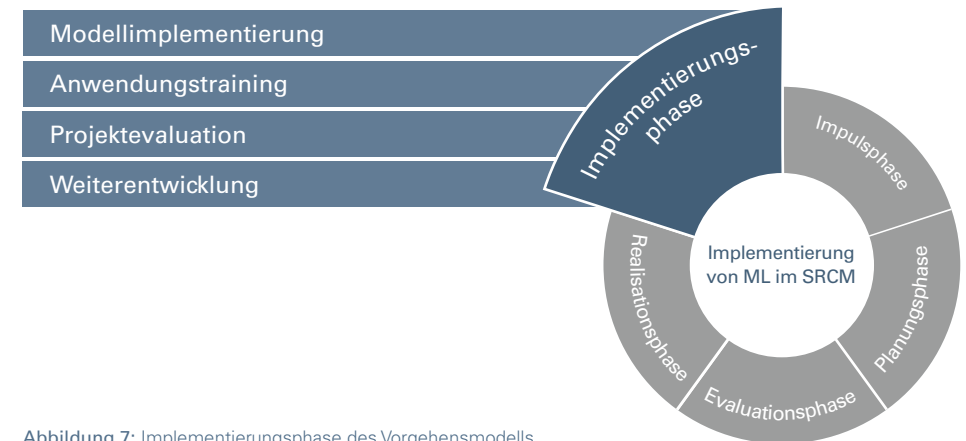 Modellimplementierung
Anwendungstraining
Projektevaluation
Weiterentwicklung
Implementierungs-
phase
Impulsphase
Planungsphase
Evaluationsphase
Realisationsphase
Implementierung
von ML im SRCM
Abbildung 7: Implementierungsphase des Vorgehensmodells